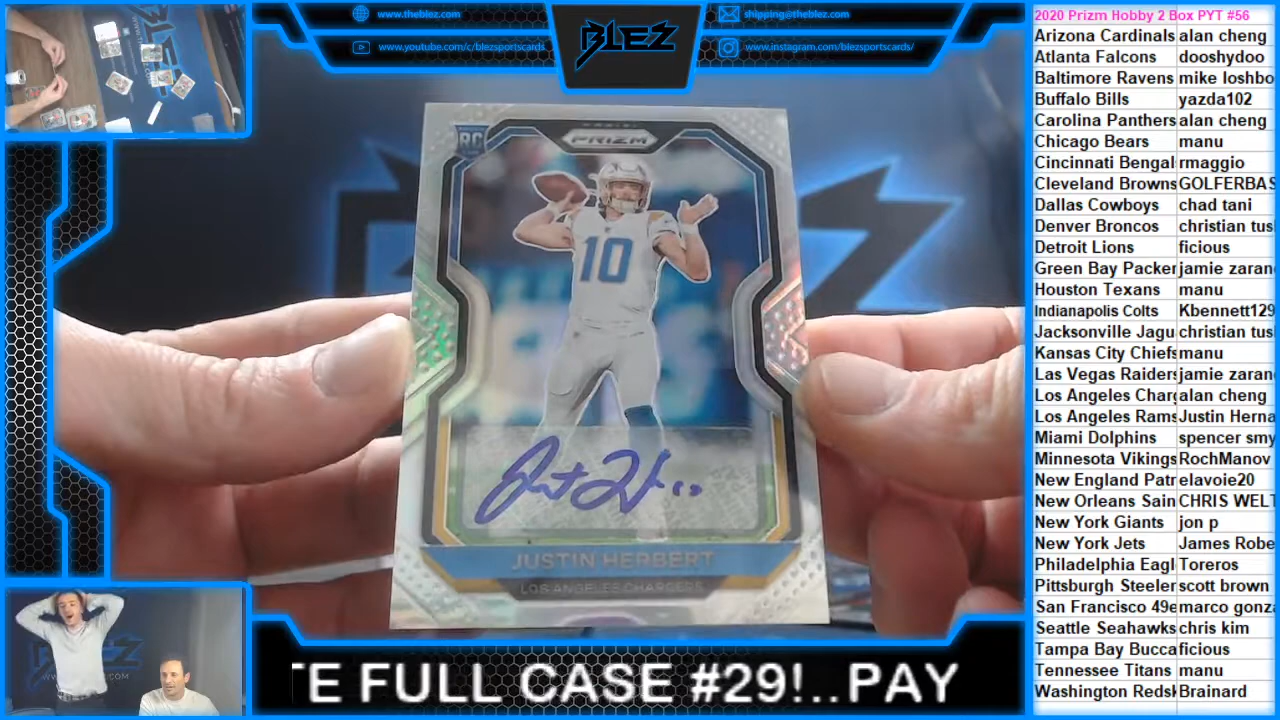 www.theblez.com
shipping@theblez.com
www.youtube.com/c/blezsportscards
www.instagram.com/blezsportscards/
BLEZ
RC
PANINI
PRIZM
10
JUSTIN HERBERT
LOS ANGELES CHARGERS
TE FULL CASE #29!..PAY
2020 Prizm Hobby 2 Box PYT #56
Arizona Cardinals alan cheng
Atlanta Falcons dooshydoo
Baltimore Ravens mike loshbo
Buffalo Bills yazda102
Carolina Panthers alan cheng
Chicago Bears manu
Cincinnati Bengal rmaggio
Cleveland Browns GOLFERBAS
Dallas Cowboys chad tani
Denver Broncos christian tus
Detroit Lions ficious
Green Bay Packer jamie zaran
Houston Texans manu
Indianapolis Colts Kbennett129
Jacksonville Jagu christian tus
Kansas City Chiefs manu
Las Vegas Raiders jamie zaran
Los Angeles Charg alan cheng
Los Angeles Rams Justin Herna
Miami Dolphins spencer smy
Minnesota Vikings RochManov
New England Patr elavoie20
New Orleans Sain CHRIS WELT
New York Giants jon p
New York Jets James Robe
Philadelphia Eagl Toreros
Pittsburgh Steeler scott brown
San Francisco 49e marco gonza
Seattle Seahawks chris kim
Tampa Bay Bucca ficious
Tennessee Titans manu
Washington Redsk Brainard